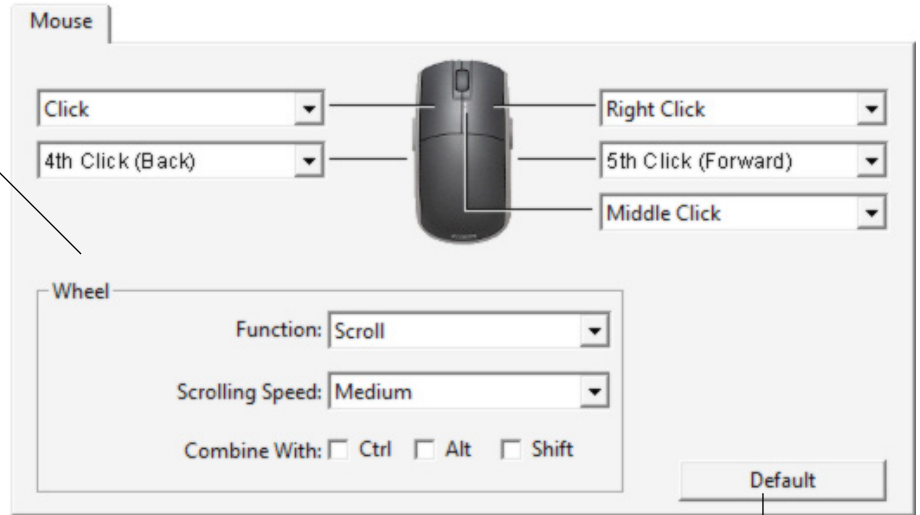 Mouse
Click
Right Click
4th Click (Back)
5th Click (Forward)
Middle Click
Wheel
Function: Scroll
Scrolling Speed: Medium
Combine With: Ctrl Alt Shift
Default